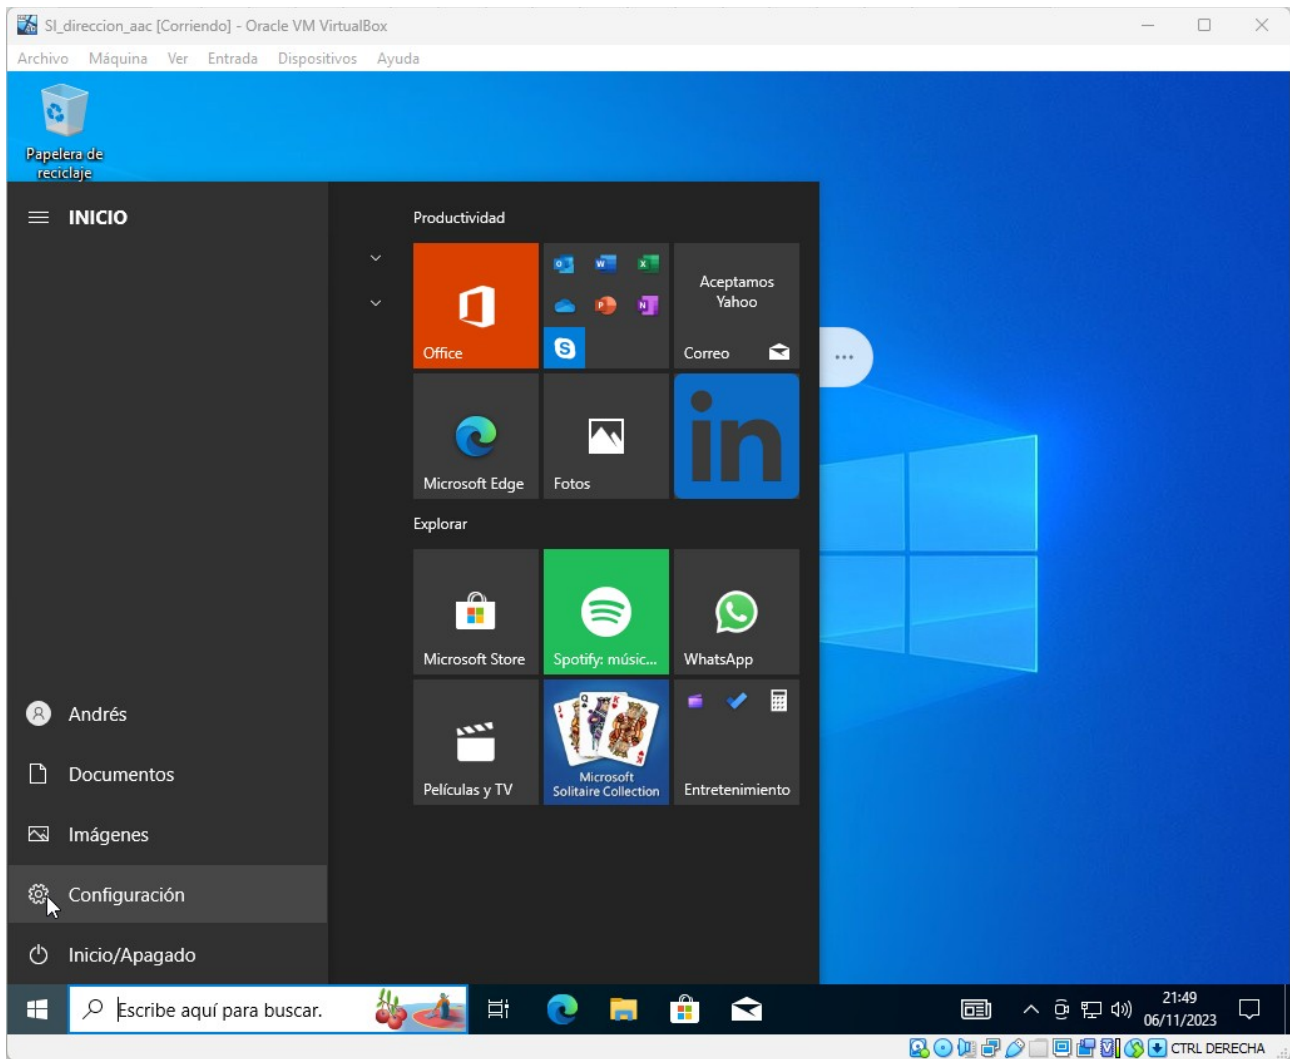 SI_direccion_aac [Corriendo] - Oracle VM VirtualBox
Archivo Máquina Ver Entrada Dispositivos Ayuda
Papelera de
reciclaje
INICIO
Productividad
Office
Aceptamos
Yahoo
Correo
Microsoft Edge
Fotos
in
Explorar
Microsoft Store
Spotify: músic...
WhatsApp
Películas y TV
Microsoft
Solitaire Collection
Entretenimiento
Andrés
Documentos
Imágenes
Configuración
Inicio/Apagado
Escribe aquí para buscar.
21:49
06/11/2023
CTRL DERECHA